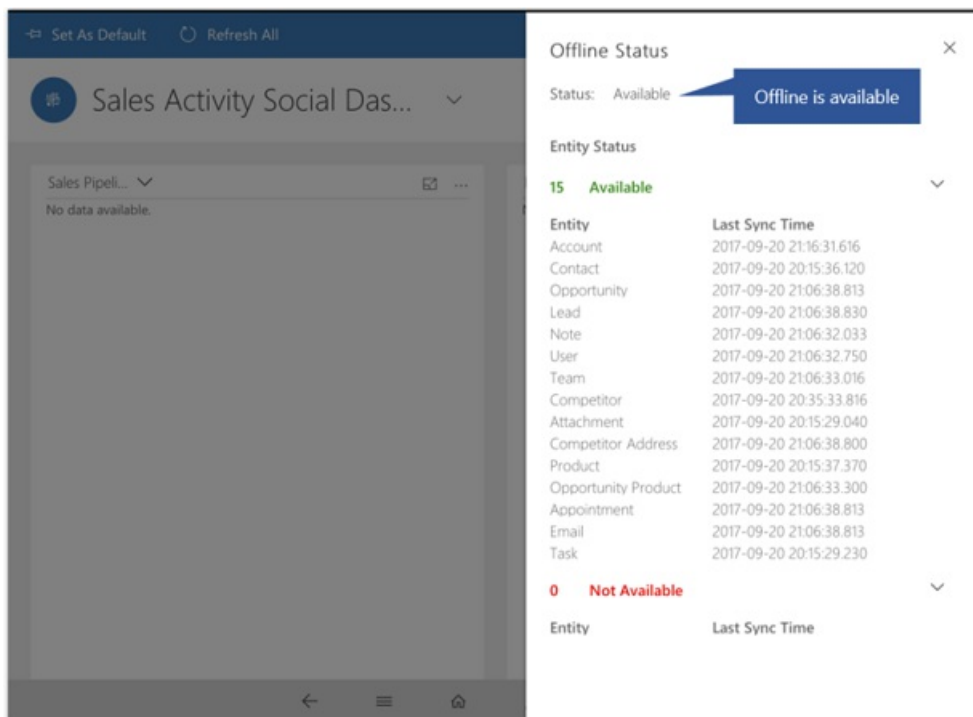 Set As Default Refresh All
Sales Activity Social Das...
Sales Pipeli...
No data available.
Offline Status
Status: Available
Offline is available
Entity Status
15 Available
Entity Last Sync Time
Account 2017-09-20 21:16:31.616
Contact 2017-09-20 20:15:36.120
Opportunity 2017-09-20 21:06:38.813
Lead 2017-09-20 21:06:38.830
Note 2017-09-20 21:06:32.033
User 2017-09-20 21:06:32.750
Team 2017-09-20 21:06:33.016
Competitor 2017-09-20 20:35:33.816
Attachment 2017-09-20 20:15:29.040
Competitor Address 2017-09-20 21:06:38.800
Product 2017-09-20 20:15:37.370
Opportunity Product 2017-09-20 21:06:33.300
Appointment 2017-09-20 21:06:38.813
Email 2017-09-20 21:06:38.813
Task 2017-09-20 20:15:29.230
0 Not Available
Entity Last Sync Time